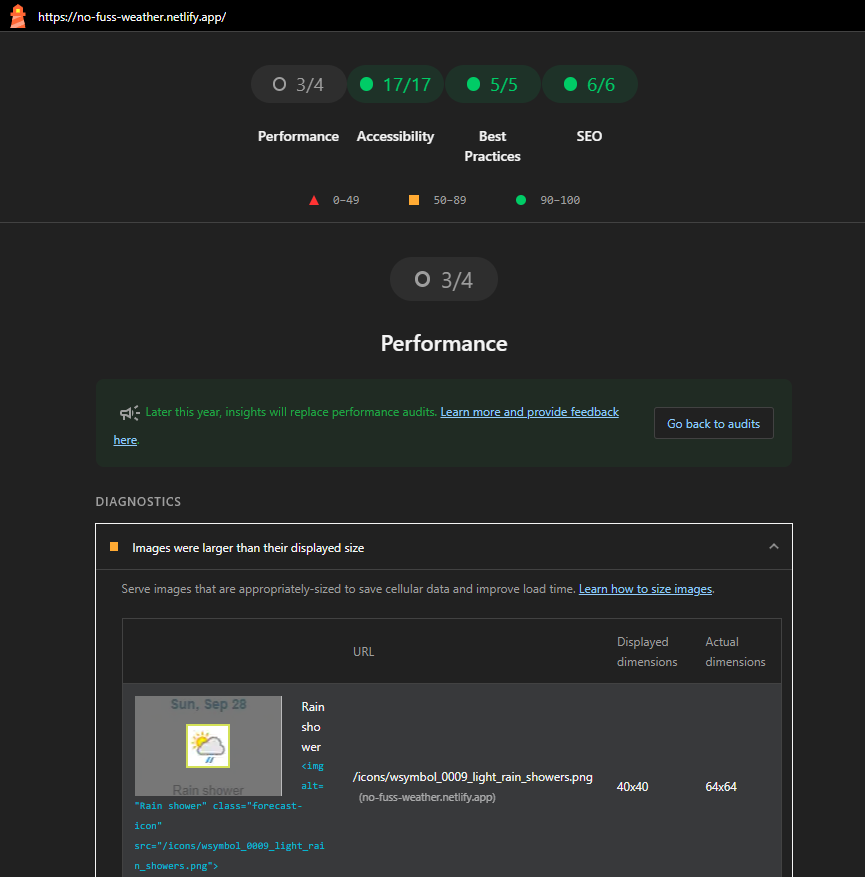 https://no-fuss-weather.netlify.app/
3/4 17/17 5/5 6/6
Performance Accessibility Best Practices SEO
0–49 50–89 90–100
3/4
Performance
Later this year, insights will replace performance audits. Learn more and provide feedback
here.
Go back to audits
DIAGNOSTICS
Images were larger than their displayed size
Serve images that are appropriately-sized to save cellular data and improve load time. Learn how to size images.
URL
Displayed dimensions
Actual dimensions
Sun, Sep 28
Rain shower
Rain
sho
wer
<img
alt=
"Rain shower" class="forecast-
icon"
src="/icons/wsymbol_0009_light_rai
n_showers.png">
/icons/wsymbol_0009_light_rain_showers.png
(no-fuss-weather.netlify.app)
40x40
64x64